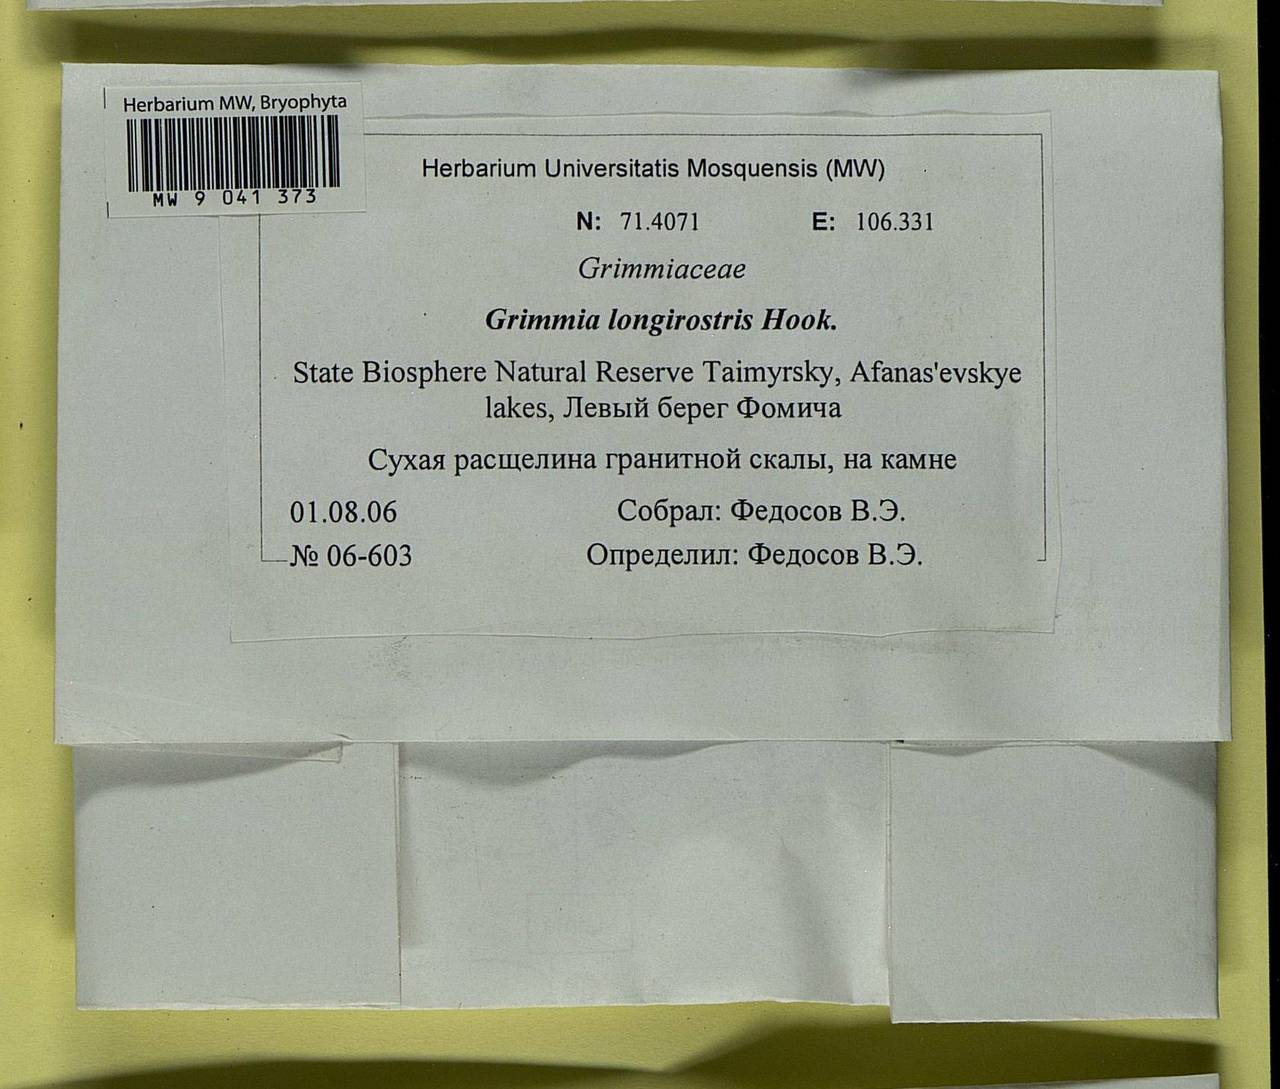 Herbarium MW, Bryophyta
MW 9 041 373
Herbarium Universitatis Mosquensis (MW)
N: 71.4071 E: 106.331
Grimmiaceae
Grimmia longirostris Hook.
State Biosphere Natural Reserve Taimyrsky, Afanas'evskye
lakes, Левый берег Фомича
Сухая расщелина гранитной скалы, на камне
01.08.06 Собрал: Федосов В.Э.
№ 06-603 Определил: Федосов В.Э.